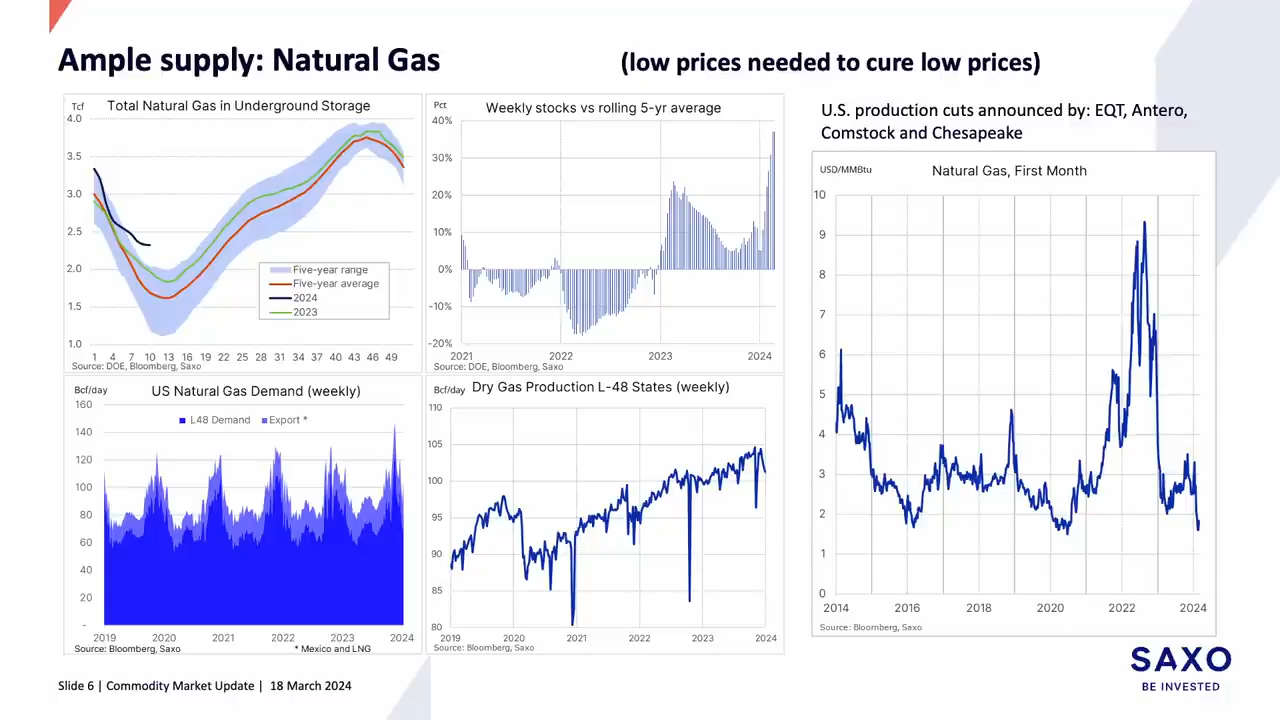 Ample supply: Natural Gas
(low prices needed to cure low prices)
Tcf
Total Natural Gas in Underground Storage
4.0
3.5
3.0
2.5
2.0
1.5
1.0
Five-year range
Five-year average
2024
2023
1 4 7 10 13 16 19 22 25 28 31 34 37 40 43 46 49
Source: DOE, Bloomberg, Saxo
Pct
Weekly stocks vs rolling 5-yr average
40%
30%
20%
10%
0%
-10%
-20%
2021 2022 2023 2024
Source: DOE, Bloomberg, Saxo
U.S. production cuts announced by: EQT, Antero,
Comstock and Chesapeake
USD/MMBtu
Natural Gas, First Month
10
9
8
7
6
5
4
3
2
1
0
2014 2016 2018 2020 2022 2024
Source: Bloomberg, Saxo
Bcf/day
US Natural Gas Demand (weekly)
160
140
120
100
80
60
40
20
-
L48 Demand Export *
2019 2020 2021 2022 2023 2024
Source: Bloomberg, Saxo
* Mexico and LNG
Bcf/day
Dry Gas Production L-48 States (weekly)
110
105
100
95
90
85
80
2019 2020 2021 2022 2023 2024
Source: Bloomberg, Saxo
SAXO
BE INVESTED
Slide 6 | Commodity Market Update | 18 March 2024